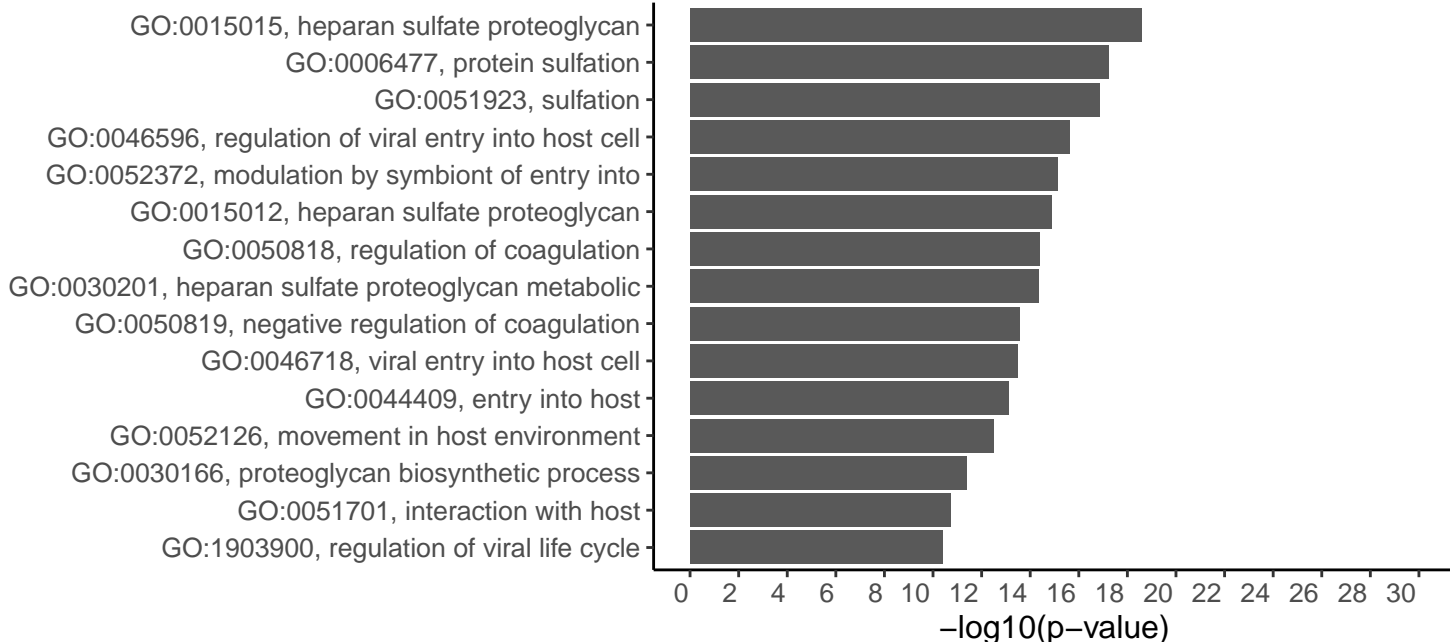 GO:0015015, heparan sulfate proteoglycan
GO:0006477, protein sulfation
GO:0051923, sulfation
GO:0046596, regulation of viral entry into host cell
GO:0052372, modulation by symbiont of entry into
GO:0015012, heparan sulfate proteoglycan
GO:0050818, regulation of coagulation
GO:0030201, heparan sulfate proteoglycan metabolic
GO:0050819, negative regulation of coagulation
GO:0046718, viral entry into host cell
GO:0044409, entry into host
GO:0052126, movement in host environment
GO:0030166, proteoglycan biosynthetic process
GO:0051701, interaction with host
GO:1903900, regulation of viral life cycle
0 2 4 6 8 10 12 14 16 18 20 22 24 26 28 30
−log10(p−value)